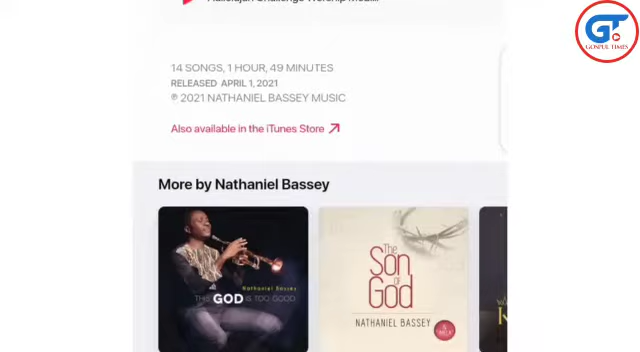 GT
GOSPEL TIMES
14 SONGS, 1 HOUR, 49 MINUTES
RELEASED APRIL 1, 2021
℗ 2021 NATHANIEL BASSEY MUSIC
Also available in the iTunes Store
More by Nathaniel Bassey
Nathaniel Bassey
THIS GOD IS TOO GOOD
The
Son
OF
God
NATHANIEL BASSEY